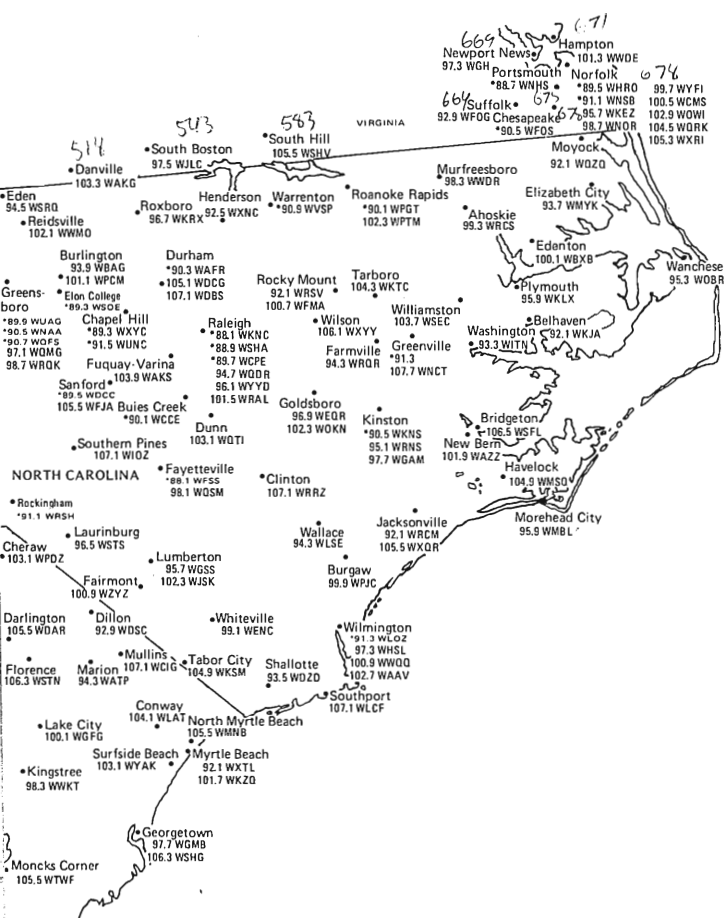 671
669
Hampton
101.3 WWDE
Newport News
97.3 WGH
Portsmouth
*88.7 WNHS
Norfolk
678
*89.5 WHRO
*91.1 WNSB
95.7 WKEZ
98.7 WNOR
99.7 WYFI
100.5 WCMS
102.9 WOWI
104.5 WQRK
105.3 WXRI
664
Suffolk
92.9 WFOG
675
Chesapeake
*90.5 WFOS
VIRGINIA
583
South Hill
105.5 WSHV
543
South Boston
97.5 WJLC
514
Danville
103.3 WAKG
Moyock
92.1 WQZQ
Eden
94.5 WSRQ
Reidsville
102.1 WWMO
Roxboro
96.7 WKRX
Henderson
92.5 WXNC
Warrenton
*90.9 WVSP
Roanoke Rapids
*90.1 WPGT
102.3 WPTM
Murfreesboro
98.3 WWDR
Ahoskie
99.3 WRCS
Elizabeth City
93.7 WMYK
Edenton
100.1 WBXB
Wanchese
95.3 WOBR
Burlington
93.9 WBAG
101.1 WPCM
Elon College
*89.3 WSOE
Durham
*90.3 WAFR
105.1 WDCG
107.1 WDBS
Greens-
boro
*89.9 WUAG
*90.5 WNAA
*90.7 WQFS
97.1 WQMG
98.7 WRQK
Chapel Hill
*89.3 WXYC
*91.5 WUNC
Raleigh
*88.1 WKNC
*88.9 WSHA
*89.7 WCPE
94.7 WQDR
96.1 WYYD
101.5 WRAL
Rocky Mount
92.1 WRSV
100.7 WFMA
Tarboro
104.3 WKTC
Plymouth
95.9 WKLX
Williamston
103.7 WSEC
Wilson
106.1 WXYY
Farmville
94.3 WRQR
Greenville
*91.3
107.7 WNCT
Washington
93.3 WITN
Belhaven
92.1 WKJA
Fuquay-Varina
103.9 WAKS
Sanford
*89.5 WDCC
105.5 WFJA
Buies Creek
*90.1 WCCE
Dunn
103.1 WQTI
Goldsboro
96.9 WEQR
102.3 WOKN
Kinston
*90.5 WKNS
95.1 WRNS
97.7 WGAM
Bridgeton
106.5 WSFL
New Bern
101.9 WAZZ
Havelock
104.9 WMSQ
Southern Pines
107.1 WIOZ
NORTH CAROLINA
Fayetteville
*88.1 WFSS
98.1 WQSM
Clinton
107.1 WRRZ
Rockingham
*91.1 WRSH
Laurinburg
96.5 WSTS
Wallace
94.3 WLSE
Jacksonville
92.1 WRCM
105.5 WXQR
Morehead City
95.9 WMBL
Cheraw
103.1 WPDZ
Lumberton
95.7 WGSS
102.3 WJSK
Burgaw
99.9 WPJC
Fairmont
100.9 WZYZ
Darlington
105.5 WDAR
Dillon
92.9 WDSC
Whiteville
99.1 WENC
Wilmington
*91.3 WLOZ
97.3 WHSL
100.9 WWQQ
102.7 WAAV
Florence
106.3 WSTN
Marion
94.3 WATP
Mullins
107.1 WCIG
Tabor City
104.9 WKSM
Shallotte
93.5 WDZD
Southport
107.1 WLCF
Conway
104.1 WLAT
North Myrtle Beach
105.5 WMNB
Lake City
100.1 WGFG
Surfside Beach
103.1 WYAK
Myrtle Beach
92.1 WXTL
101.7 WKZQ
Kingstree
98.3 WWKT
Georgetown
97.7 WGMB
106.3 WSHG
Moncks Corner
105.5 WTWF